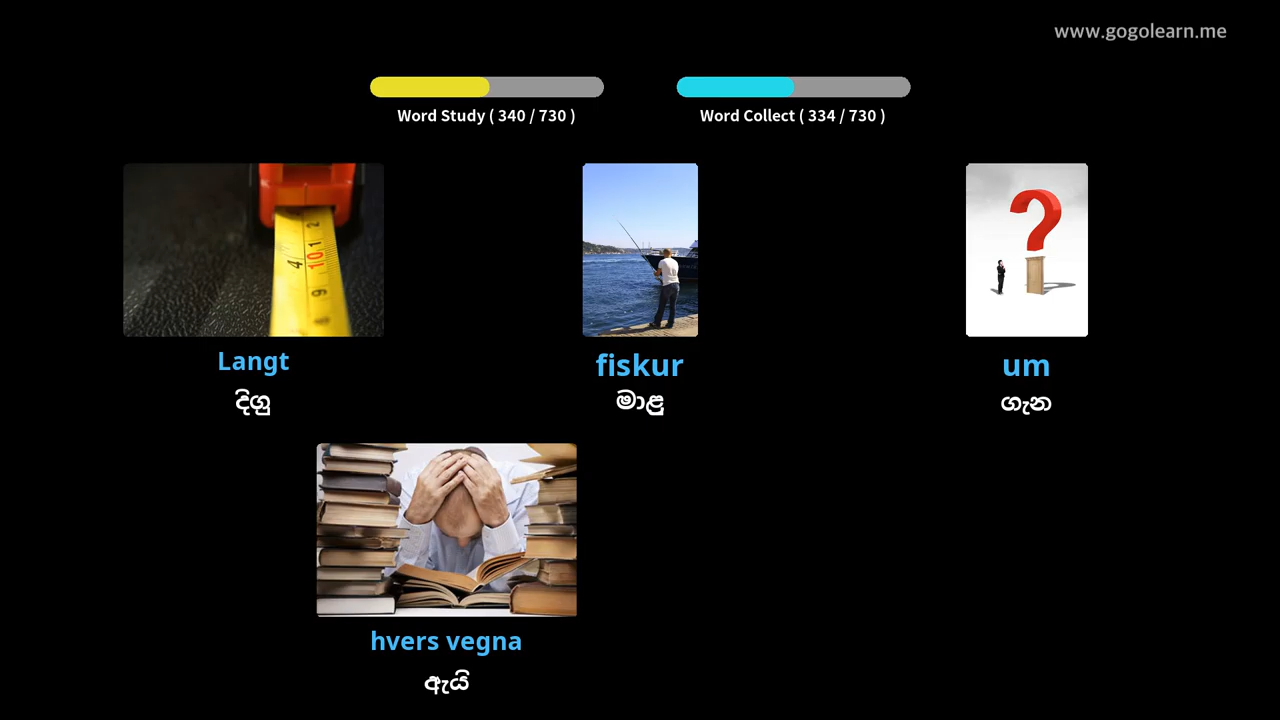 www.gogolearn.me
Word Study ( 340 / 730 )
Word Collect ( 334 / 730 )
Langt
දිගු
fiskur
මාළු
um
ගැන
hvers vegna
ඇයි